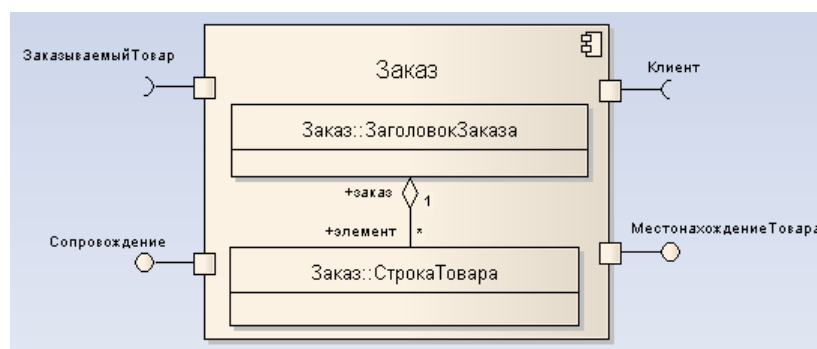 ЗаказываемыйТовар
Заказ
Клиент
Заказ::ЗаголовокЗаказа
+заказ
1
+элемент
*
Сопровождение
МестонахождениеТовара
Заказ::СтрокаТовара